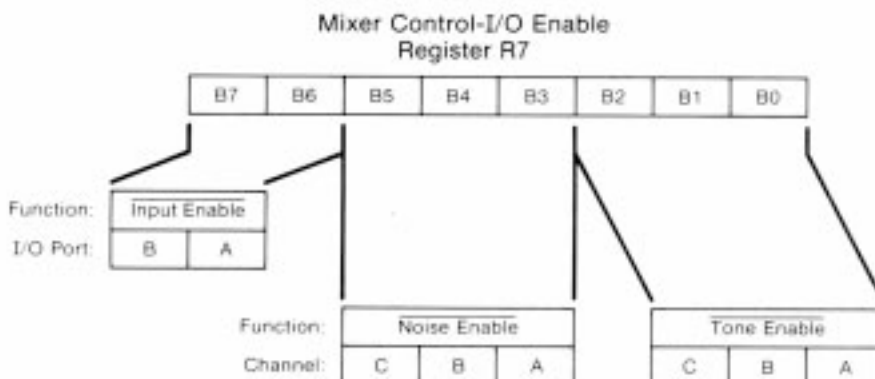 Mixer Control-I/O Enable
Register R7
B7 B6 B5 B4 B3 B2 B1 B0
Function: Input Enable
I/O Port: B A
Function: Noise Enable Tone Enable
Channel: C B A C B A